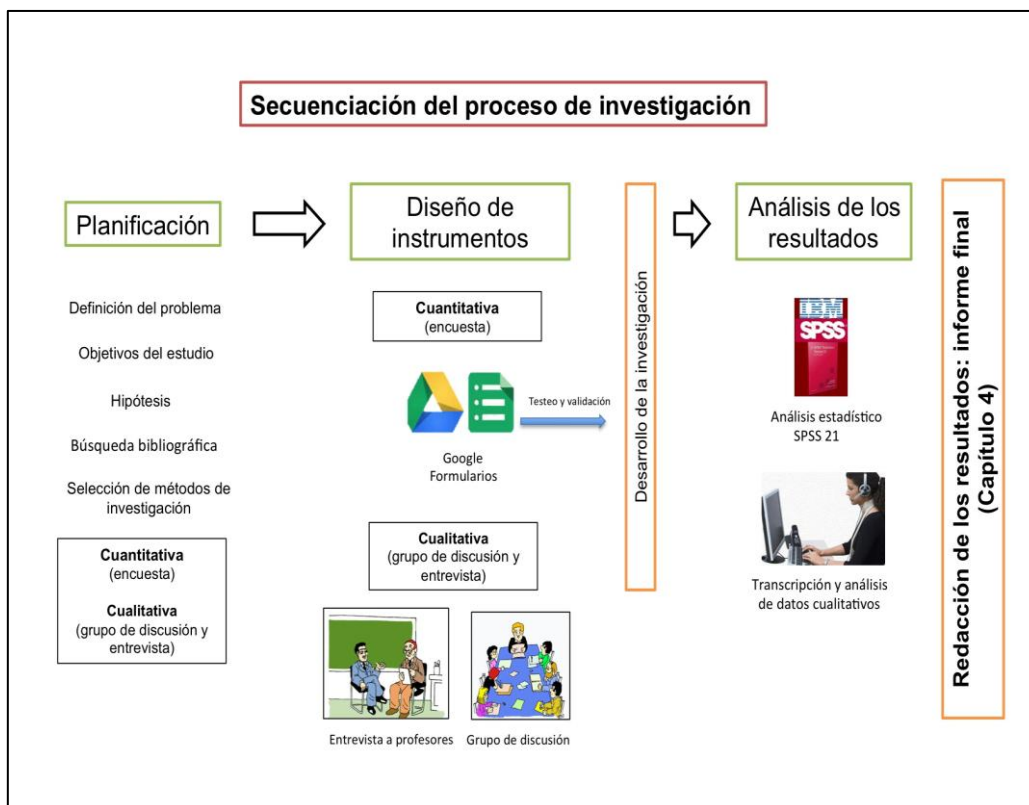 Secuenciación del proceso de investigación
Planificación
Definición del problema
Objetivos del estudio
Hipótesis
Búsqueda bibliográfica
Selección de métodos de
investigación
Cuantitativa
(encuesta)
Cualitativa
(grupo de discusión y
entrevista)
Diseño de
instrumentos
Cuantitativa
(encuesta)
Google
Formularios
Testeo y validación
Cualitativa
(grupo de discusión y
entrevista)
Entrevista a profesores
Grupo de discusión
Desarrollo de la investigación
Análisis de los
resultados
IBM
SPSS
Análisis estadístico
SPSS 21
Transcripción y análisis
de datos cualitativos
Redacción de los resultados: informe final
(Capítulo 4)